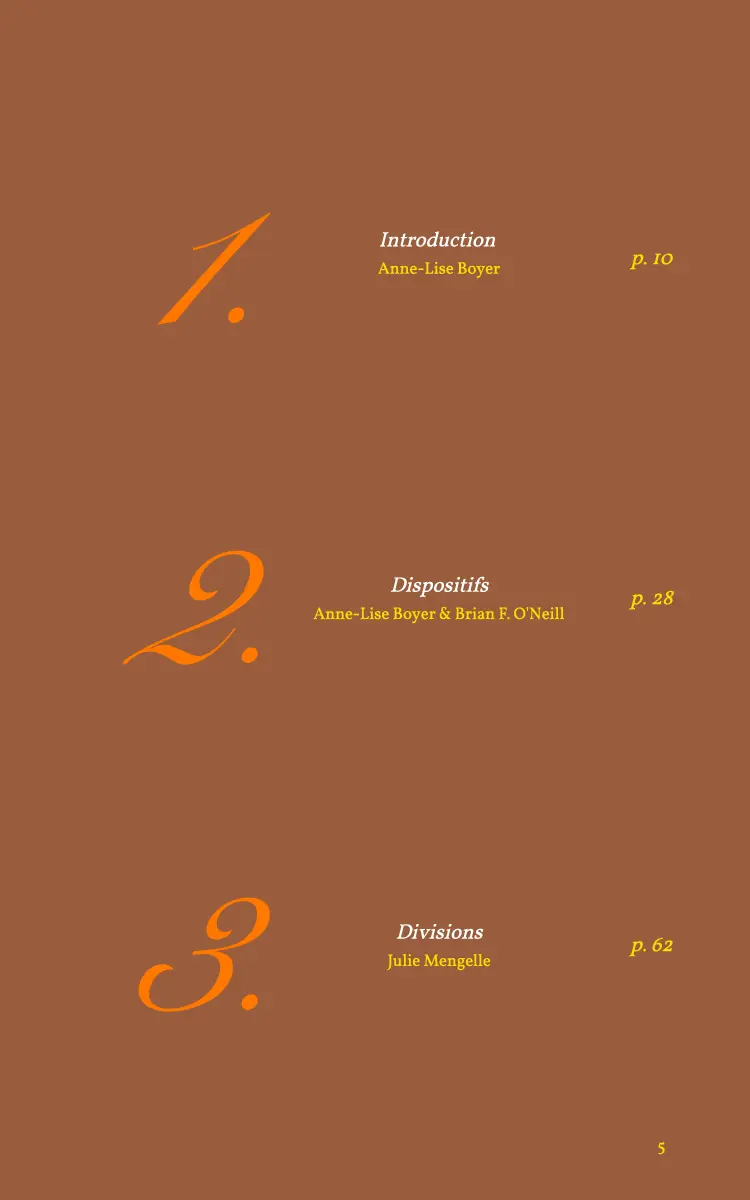 1.
Introduction
Anne-Lise Boyer
p. 10
2.
Dispositifs
Anne-Lise Boyer & Brian F. O'Neill
p. 28
3.
Divisions
Julie Mengelle
p. 62
5